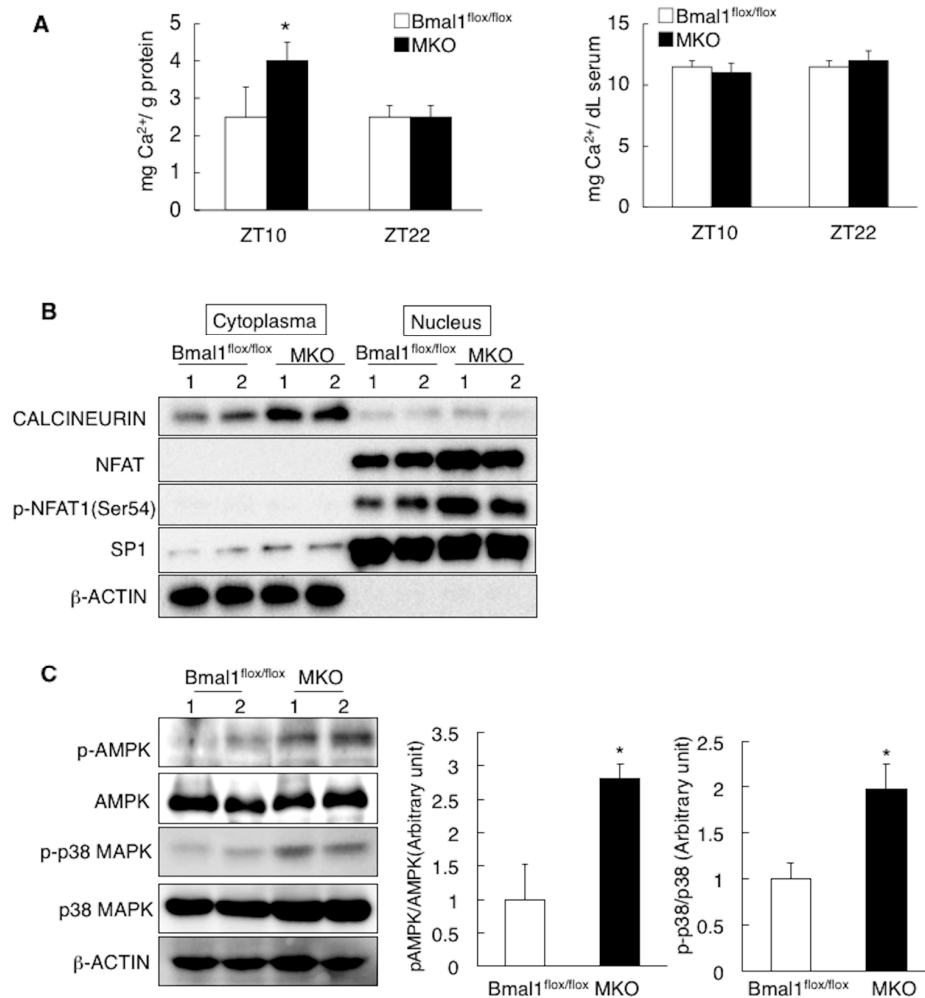 A
mg Ca2+/ g protein
5
4
3
2
1
0
*
Bmal1flox/flox
MKO
ZT10 ZT22
mg Ca2+/ dL serum
15
10
5
0
Bmal1flox/flox
MKO
ZT10 ZT22
B
Cytoplasma Nucleus
Bmal1flox/flox MKO Bmal1flox/flox MKO
1 2 1 2 1 2 1 2
CALCINEURIN
NFAT
p-NFAT1(Ser54)
SP1
β-ACTIN
C
Bmal1flox/flox MKO
1 2 1 2
p-AMPK
AMPK
p-p38 MAPK
p38 MAPK
β-ACTIN
pAMPK/AMPK(Arbitrary unit)
3.5
3
2.5
2
1.5
1
0.5
0
*
Bmal1flox/flox MKO
p-p38/p38 (Arbitrary unit)
2.5
2
1.5
1
0.5
0
*
Bmal1flox/flox MKO